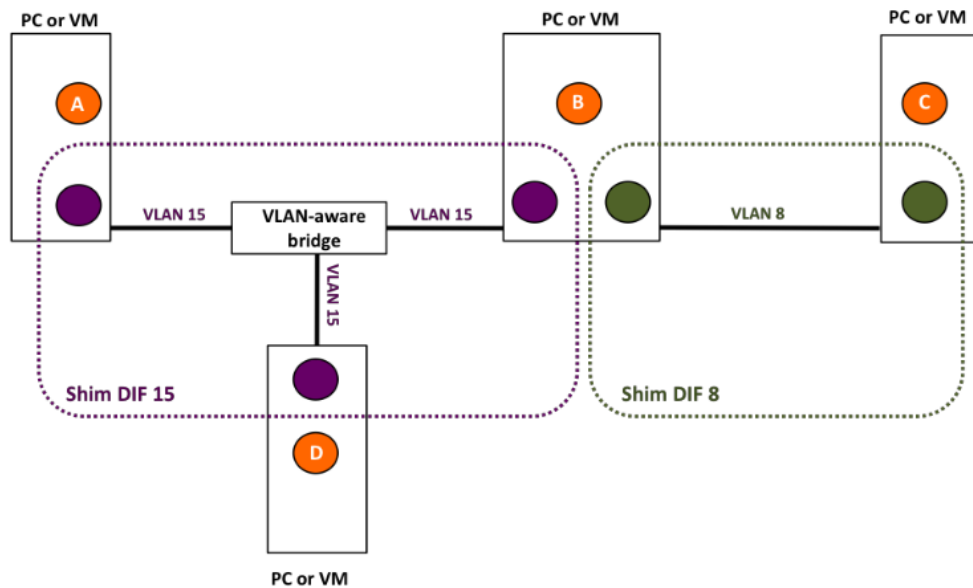 PC or VM
PC or VM
PC or VM
A
B
C
VLAN 15
VLAN-aware
bridge
VLAN 15
VLAN 8
VLAN 15
Shim DIF 15
Shim DIF 8
D
PC or VM